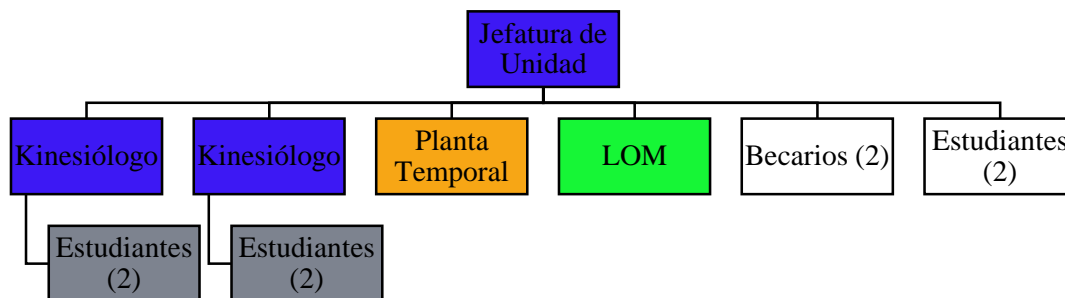 Jefatura de
Unidad
Kinesiólogo
Kinesiólogo
Planta
Temporal
LOM
Becarios (2)
Estudiantes
(2)
Estudiantes
(2)
Estudiantes
(2)